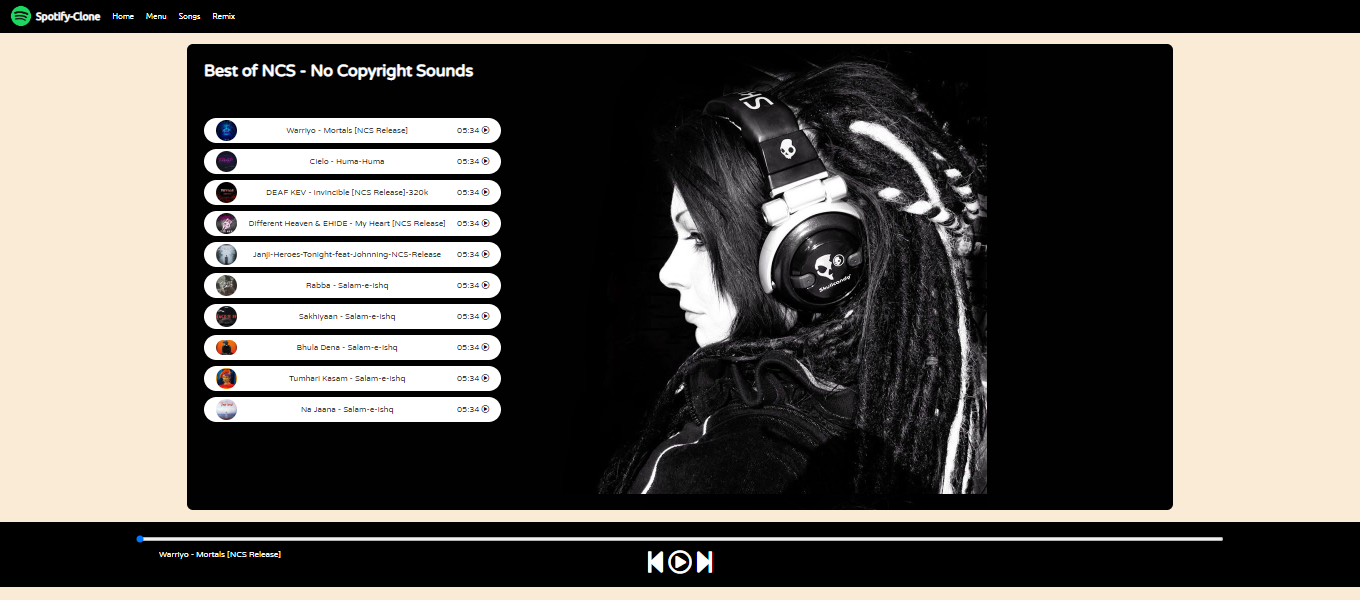 Spotify-Clone Home Menu Songs Remix
Best of NCS - No Copyright Sounds
Warriyo - Mortals [NCS Release] 05:34
Cielo - Huma-Huma 05:34
DEAF KEV - Invincible [NCS Release]-320k 05:34
Different Heaven & EH!DE - My Heart [NCS Release] 05:34
Janji-Heroes-Tonight-feat-Johnning-NCS-Release 05:34
Rabba - Salam-e-Ishq 05:34
Sakhiyaan - Salam-e-Ishq 05:34
Bhula Dena - Salam-e-Ishq 05:34
Tumhari Kasam - Salam-e-Ishq 05:34
Na Jaana - Salam-e-Ishq 05:34
SH
Skullcandy
Warriyo - Mortals [NCS Release]